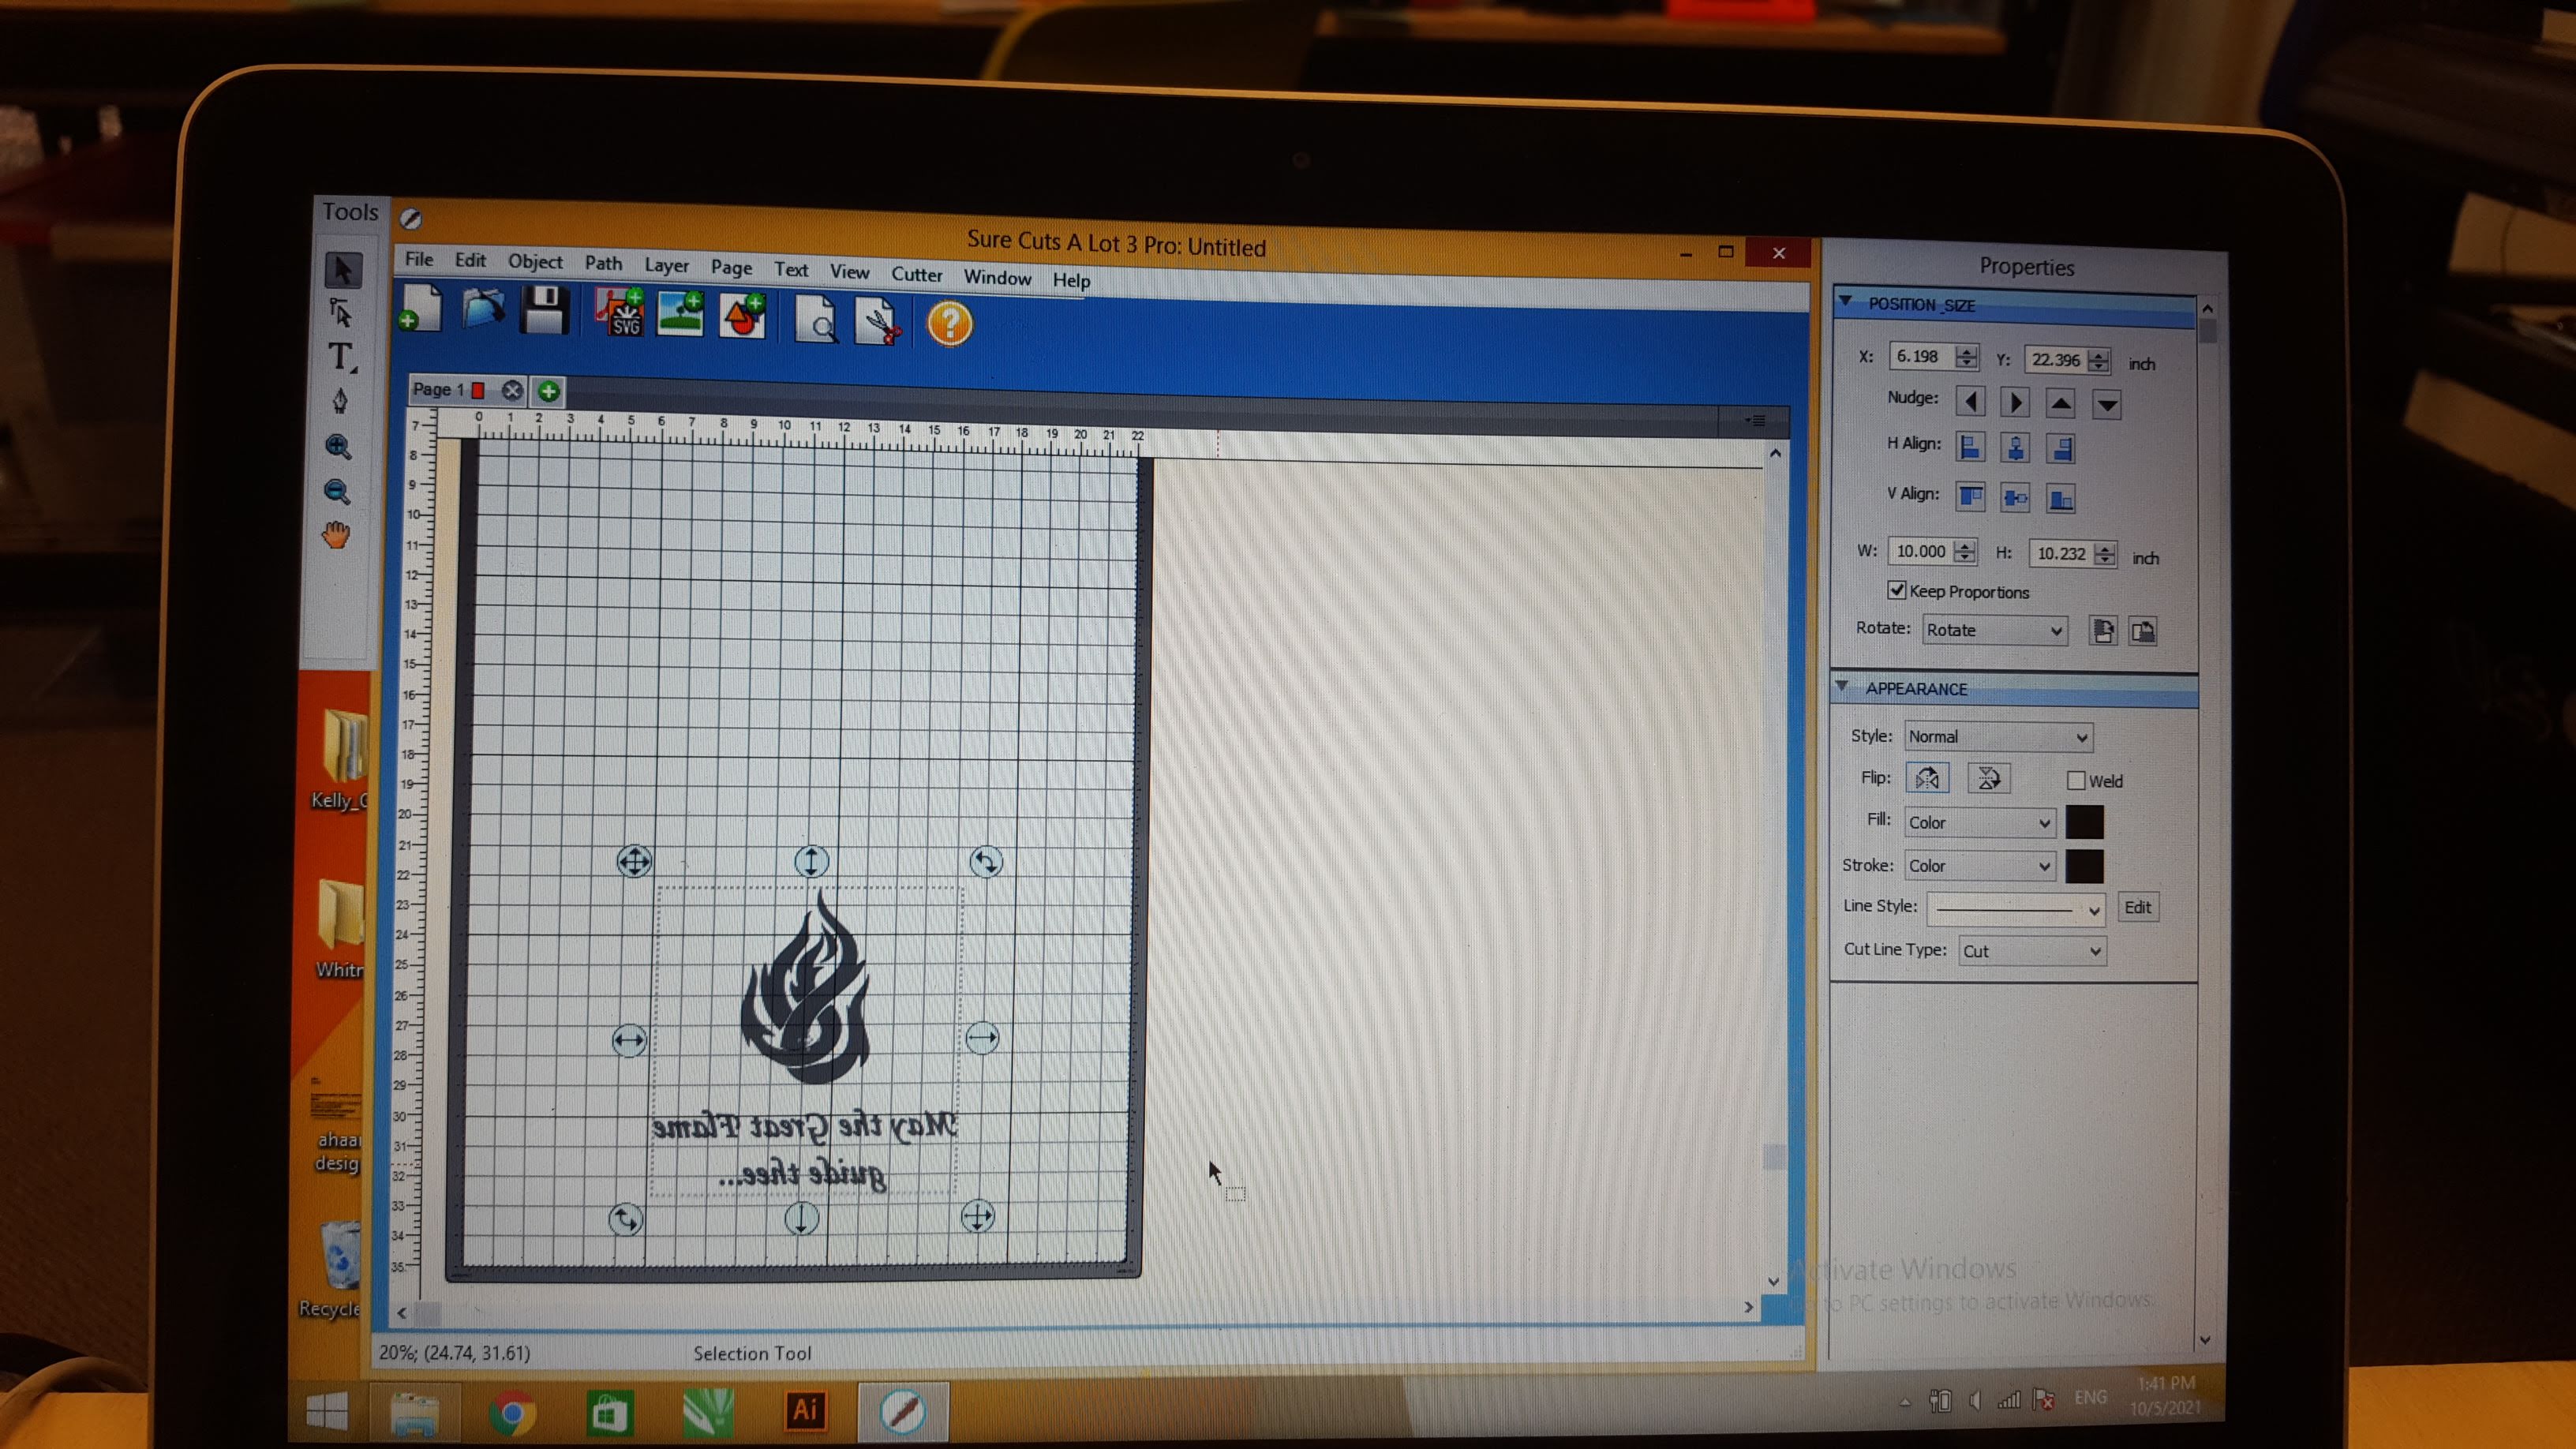 Tools
Sure Cuts A Lot 3 Pro: Untitled
File Edit Object Path Layer Page Text View Cutter Window Help
SVG
?
Page 1
0 1 2 3 4 5 6 7 8 9 10 11 12 13 14 15 16 17 18 19 20 21 22
7
8
9
10
11
12
13
14
15
16
17
18
19
20
21
22
23
24
25
26
27
28
29
30
31
32
33
34
35
May the Great Flame
guide thee...
20%; (24.74, 31.61) Selection Tool
Kelly_
Whitn
ahaa
desig
Recycle
Properties
POSITION_SIZE
X: 6.198 Y: 22.396 inch
Nudge:
H Align:
V Align:
W: 10.000 H: 10.232 inch
Keep Proportions
Rotate: Rotate
APPEARANCE
Style: Normal
Flip: Weld
Fill: Color
Stroke: Color
Line Style: Edit
Cut Line Type: Cut
Activate Windows
Go to PC settings to activate Windows.
Ai
ENG
1:41 PM
10/5/2021